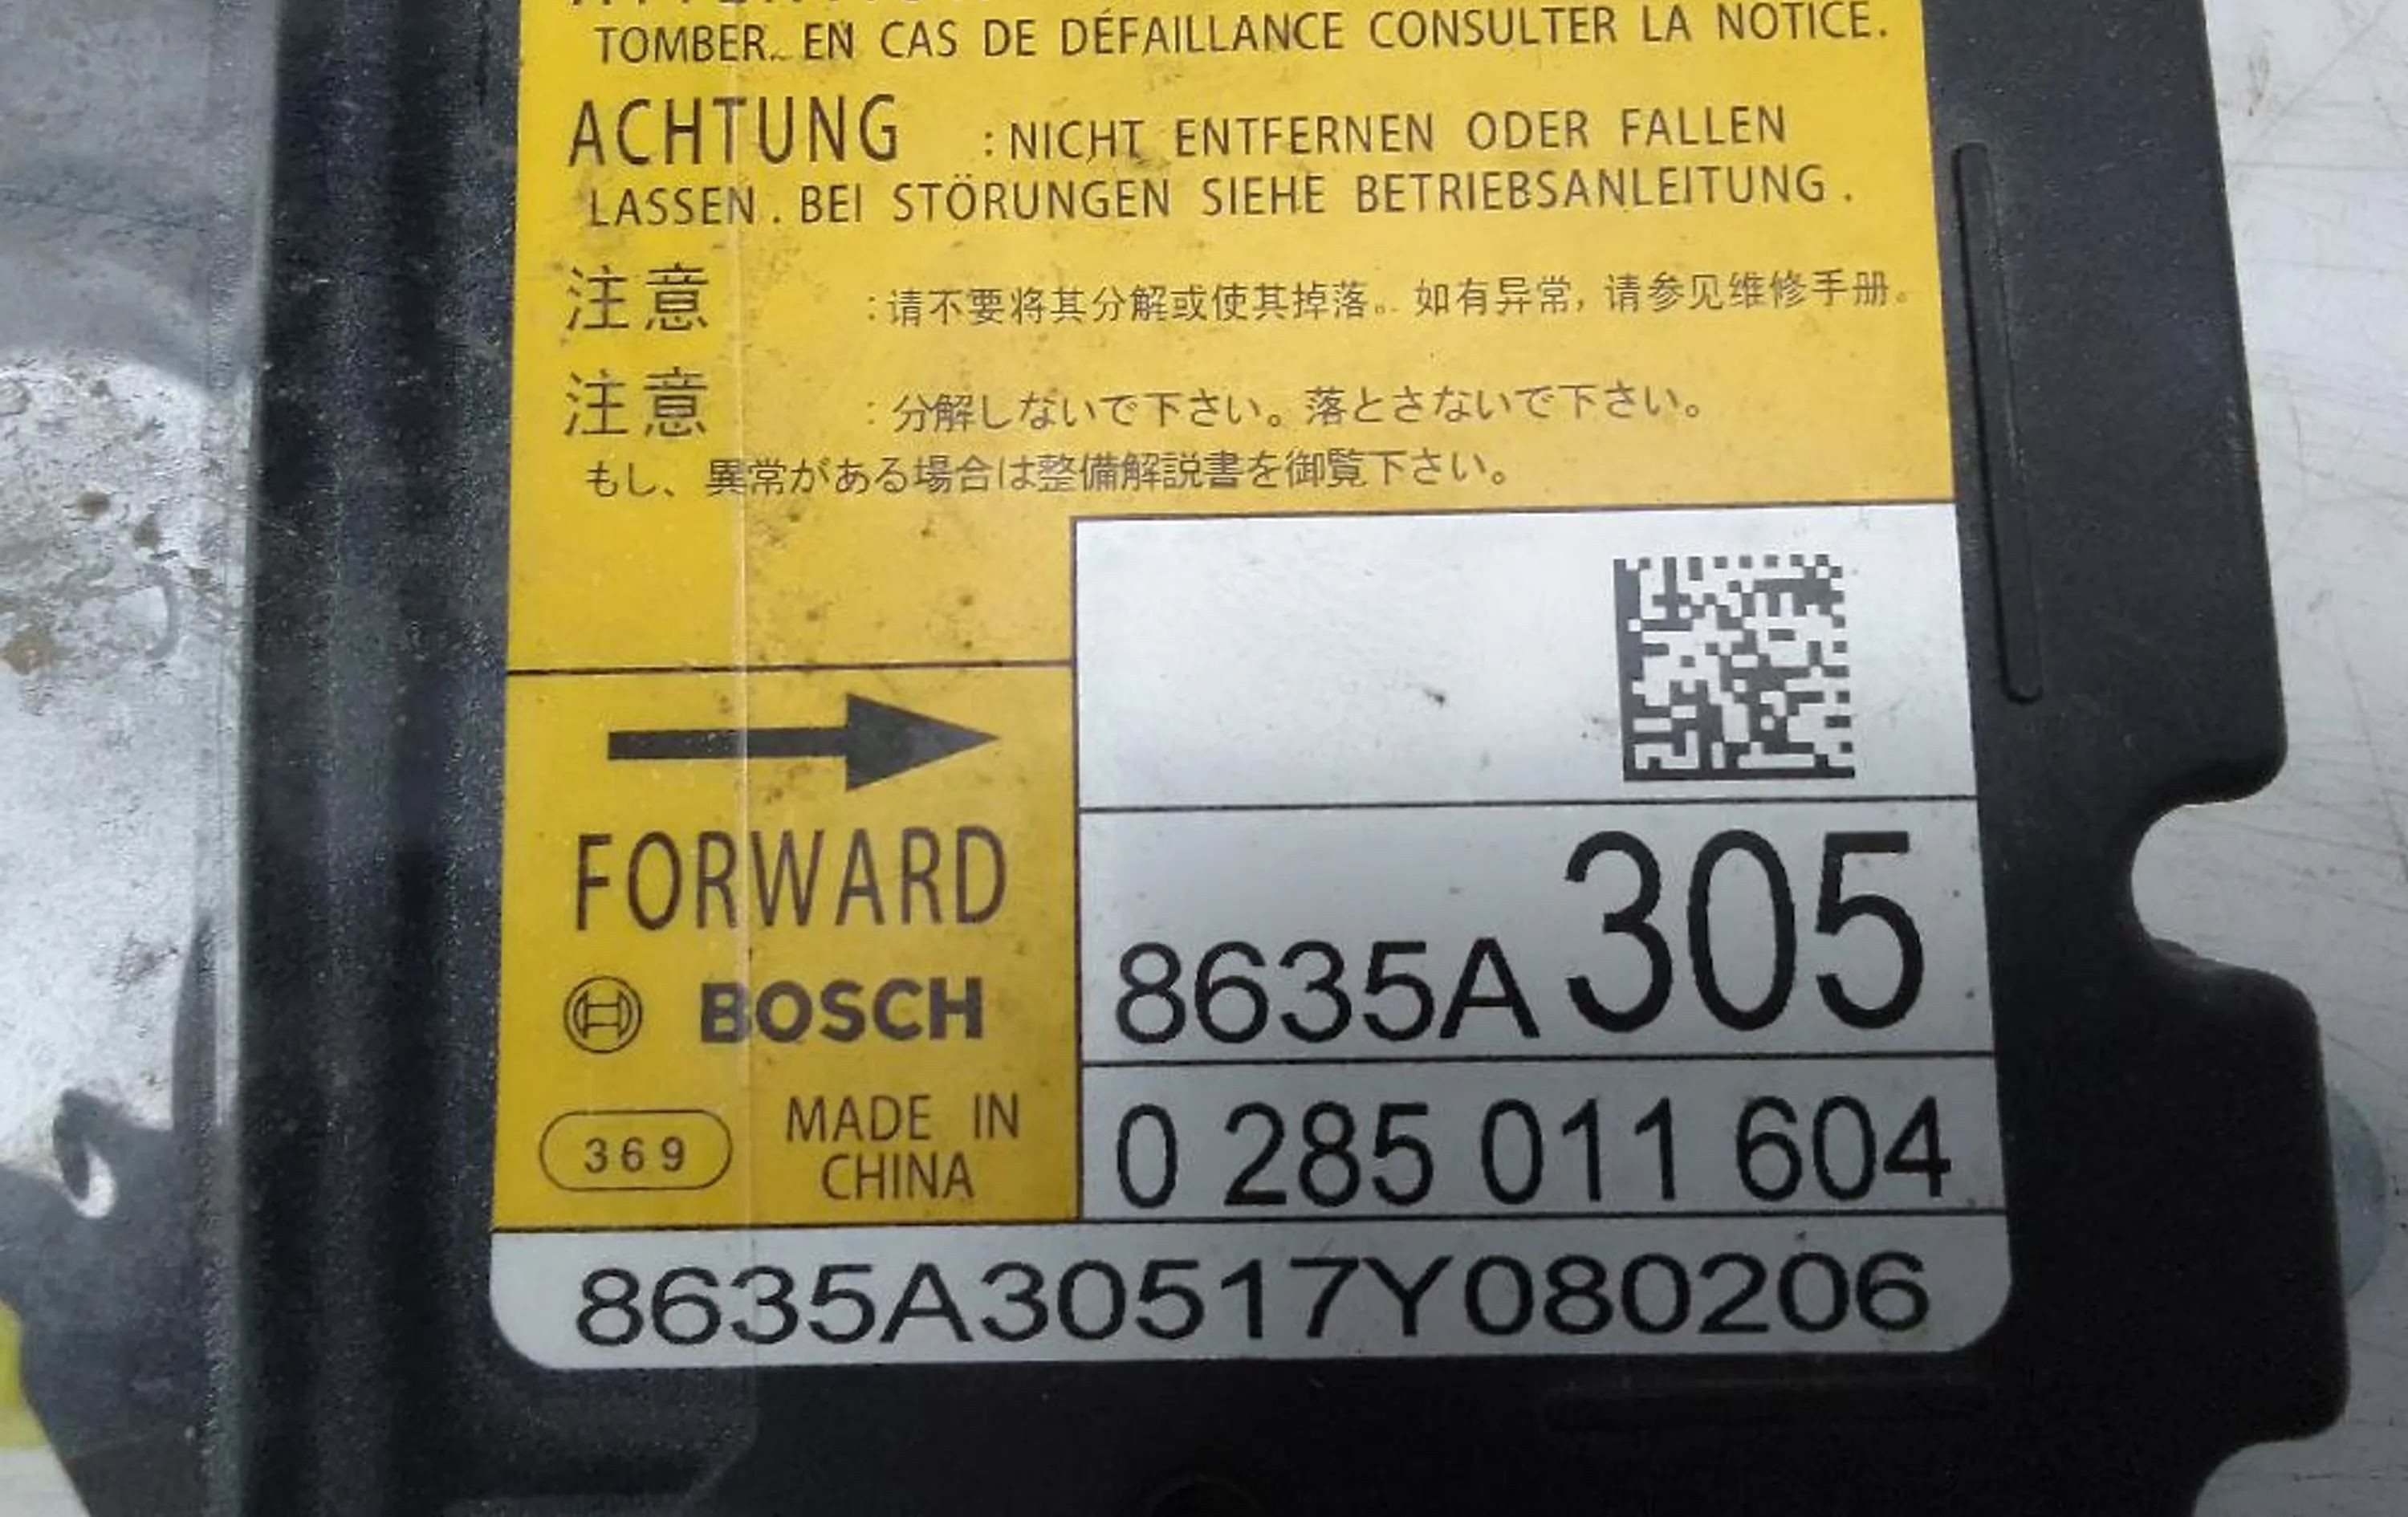 ATTENTION
TOMBER. EN CAS DE DÉFAILLANCE CONSULTER LA NOTICE.
ACHTUNG : NICHT ENTFERNEN ODER FALLEN
LASSEN. BEI STÖRUNGEN SIEHE BETRIEBSANLEITUNG.
注意 : 请不要将其分解或使其掉落。如有异常, 请参见维修手册。
注意 : 分解しないで下さい。落とさないで下さい。
もし、異常がある場合は整備解説書を御覧下さい。
FORWARD
BOSCH
369
MADE IN
CHINA
8635A 305
0 285 011 604
8635A30517Y080206